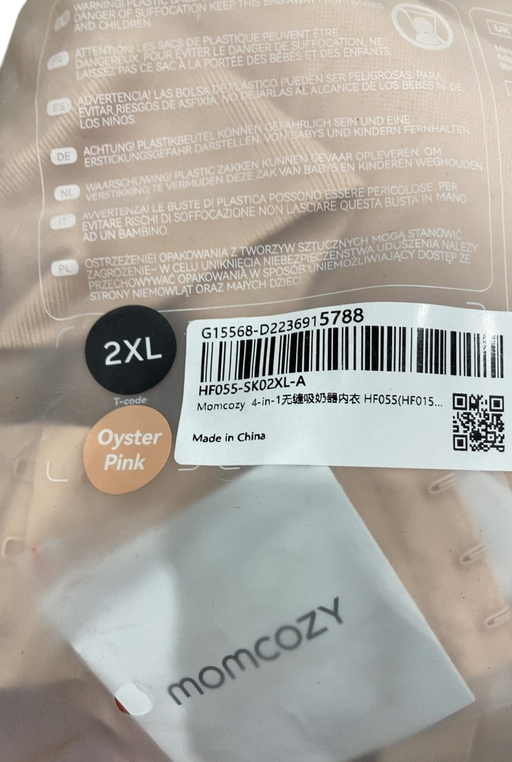 WARNING! PLASTIC
DANGER OF SUFFOCATION KEEP THIS BAG AWAY FROM
AND CHILDREN.
FR
ATTENTION! LES SACS DE PLASTIQUE PEUVENT ÊTRE
DANGEREUX. POUR ÉVITER LE DANGER DE SUFFOCATION, NE
LAISSEZ PAS CE SAC À LA PORTÉE DES BÉBÉS ET DES ENFANTS.
ES
ADVERTENCIA! LAS BOLSA DE PLÁSTICO PUEDEN SER PELIGROSAS. PARA
EVITAR RIESGOS DE ASFIXIA, NO DEJARLAS AL ALCANCE DE LOS BEBÉS NI DE
LOS NIÑOS.
DE
ACHTUNG! PLASTIKBEUTEL KÖNNEN GEFÄHRLICH SEIN UND EINE
ERSTICKUNGSGEFAHR DARSTELLEN. VON BABYS UND KINDERN FERNHALTEN.
NL
WAARSCHUWING! PLASTIC ZAKKEN KUNNEN GEVAAR OPLEVEREN. OM
VERSTIKKING TE VERMIJDEN DEZE ZAK VAN BABYS EN KINDEREN WEGHOUDEN.
IT
AVVERTENZA! LE BUSTE DI PLASTICA POSSONO ESSERE PERICOLOSE. PER
EVITARE RISCHI DI SOFFOCAZIONE NON LASCIARE QUESTA BUSTA IN MANO
AD UN BAMBINO.
PL
OSTRZEŻENIE! OPAKOWANIA Z TWORZYW SZTUCZNYCH MOGĄ STANOWIĆ
ZAGROŻENIE– W CELU UNIKNIĘCIA NIEBEZPIECZEŃSTWA UDUSZENIA NALEŻY
PRZECHOWYWAĆ OPAKOWANIA W SPOSÓB UNIEMOŻLIWIAJĄCY DOSTĘP ZE
STRONY NIEMOWLĄT ORAZ MAŁYCH DZIECI
UK
2XL
T-code
Oyster
Pink
G15568-D2236915788
HF055-SK02XL-A
Momcozy 4-in-1无缝吸奶器内衣 HF055(HF015...
Made in China
momcozy